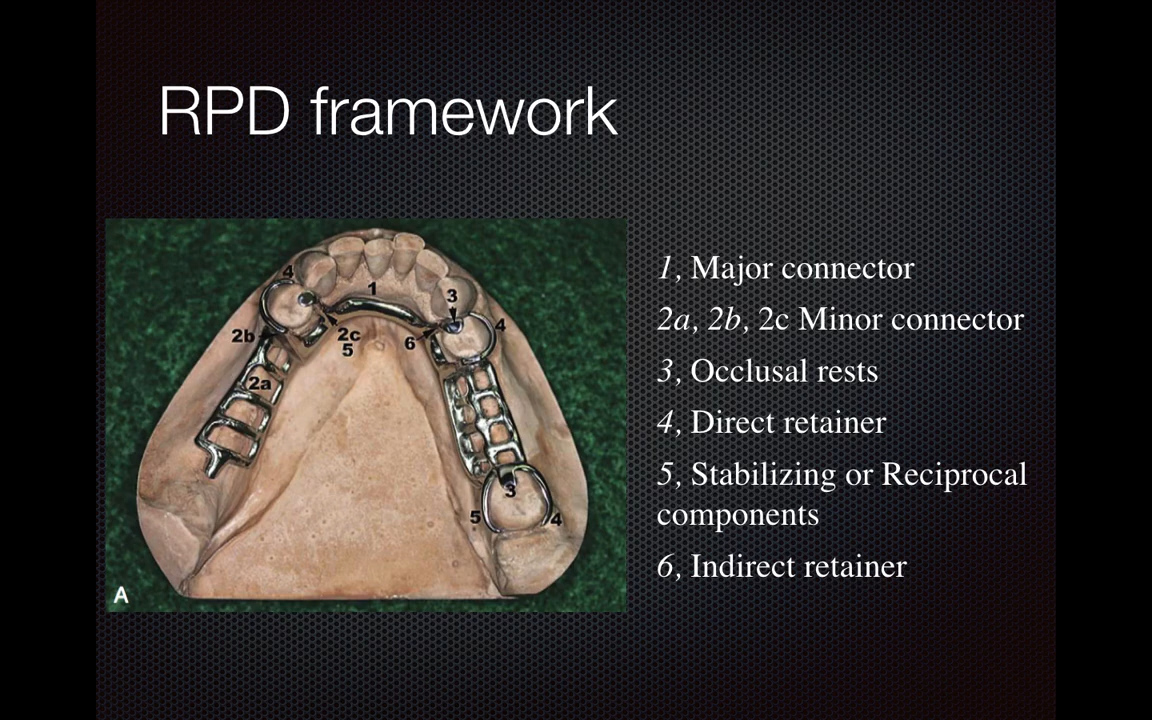 RPD framework
1, Major connector
2a, 2b, 2c Minor connector
3, Occlusal rests
4, Direct retainer
5, Stabilizing or Reciprocal
components
6, Indirect retainer
4
1
3
4
2b
2c
5
6
2a
3
5
4
A